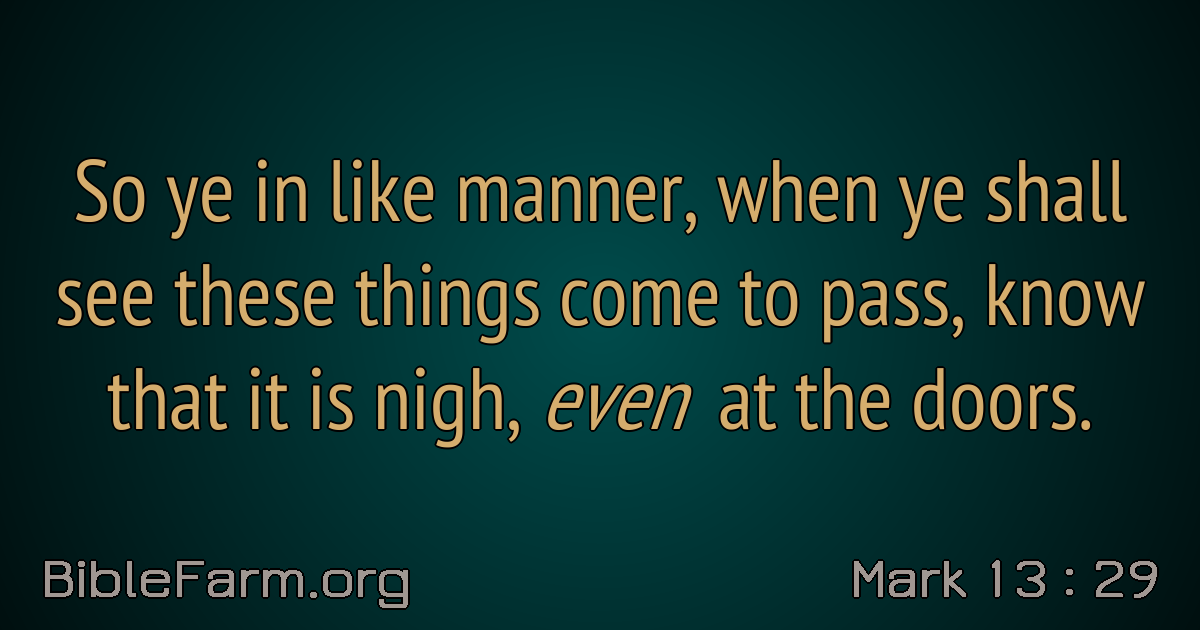 So ye in like manner, when ye shall
see these things come to pass, know
that it is nigh, even at the doors.
BibleFarm.org
Mark 13 : 29